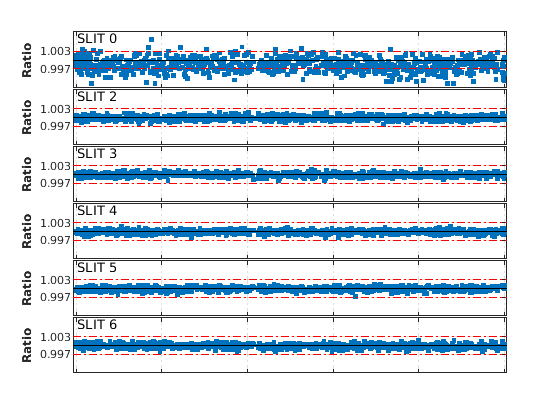 SLIT 0
Ratio
1.003
0.997
SLIT 2
Ratio
1.003
0.997
SLIT 3
Ratio
1.003
0.997
SLIT 4
Ratio
1.003
0.997
SLIT 5
Ratio
1.003
0.997
SLIT 6
Ratio
1.003
0.997